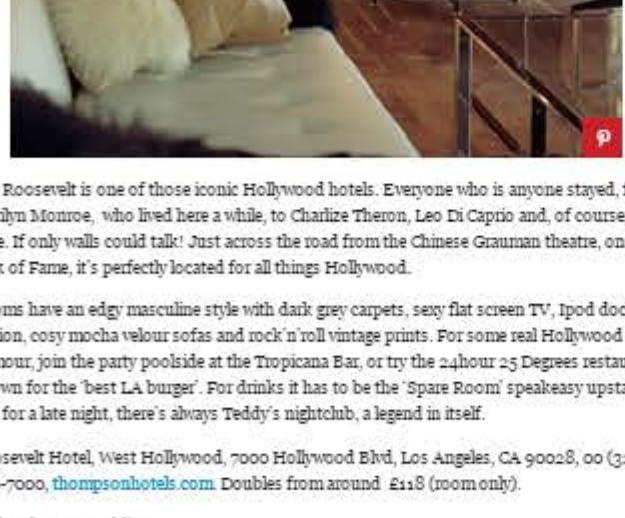 Roosevelt is one of those iconic Hollywood hotels. Everyone who is anyone stayed,
ilyn Monroe, who lived here a while, to Charlize Theron, Leo Di Caprio and, of course
e. If only walls could talk! Just across the road from the Chinese Grauman theatre, on
k of Fame, it's perfectly located for all things Hollywood.
ms have an edgy masculine style with dark grey carpets, sexy flat screen TV, Ipod doc
ion, cosy mocha velour sofas and rock'n'roll vintage prints. For some real Hollywood
nour, join the party poolside at the Tropicana Bar, or try the 24hour 25 Degrees restau
wn for the 'best LA burger'. For drinks it has to be the 'Spare Room' speakeasy upsta
for a late night, there's always Teddy's nightclub, a legend in itself.
sevelt Hotel, West Hollywood, 7000 Hollywood Blvd, Los Angeles, CA 90028, 00 (3
-7000, thompsonhotels.com. Doubles from around £118 (room only).